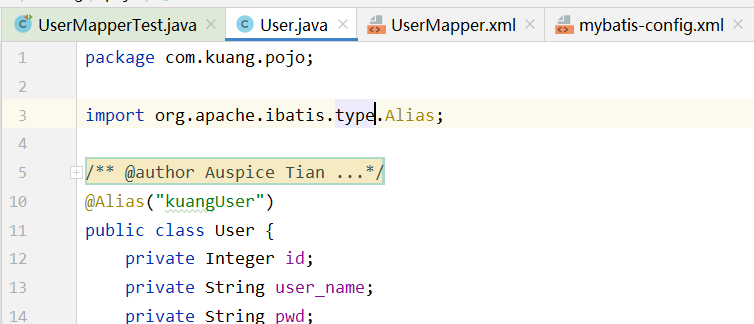 UserMapperTest.java × User.java × UserMapper.xml × mybatis-config.xml ×
1 package com.kuang.pojo;
2
3 import org.apache.ibatis.type.Alias;
4
5 /** @author Auspice Tian ...*/
10 @Alias("kuangUser")
11 public class User {
12 private Integer id;
13 private String user_name;
14 private String pwd;